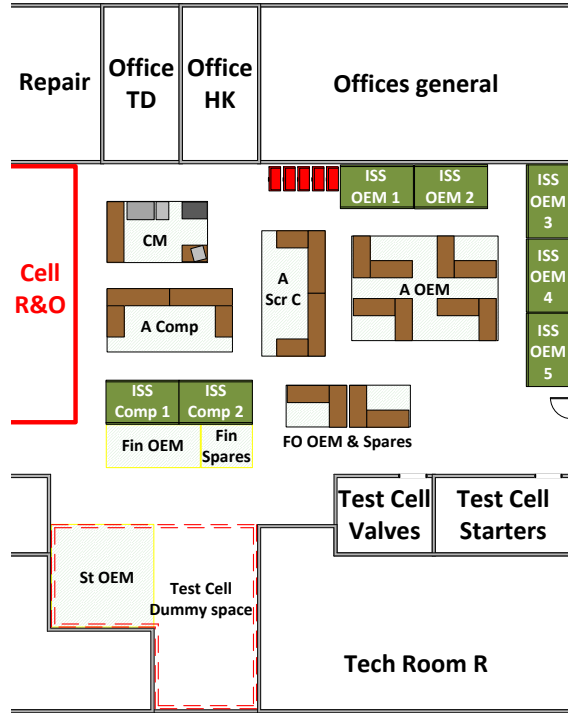 Repair
Office
TD
Office
HK
Offices general
ISS
OEM 1
ISS
OEM 2
ISS
OEM
3
CM
Cell
R&O
A
Scr C
A OEM
ISS
OEM
4
A Comp
ISS
OEM
5
ISS
Comp 1
ISS
Comp 2
Fin OEM
Fin
Spares
FO OEM & Spares
Test Cell
Valves
Test Cell
Starters
St OEM
Test Cell
Dummy space
Tech Room R